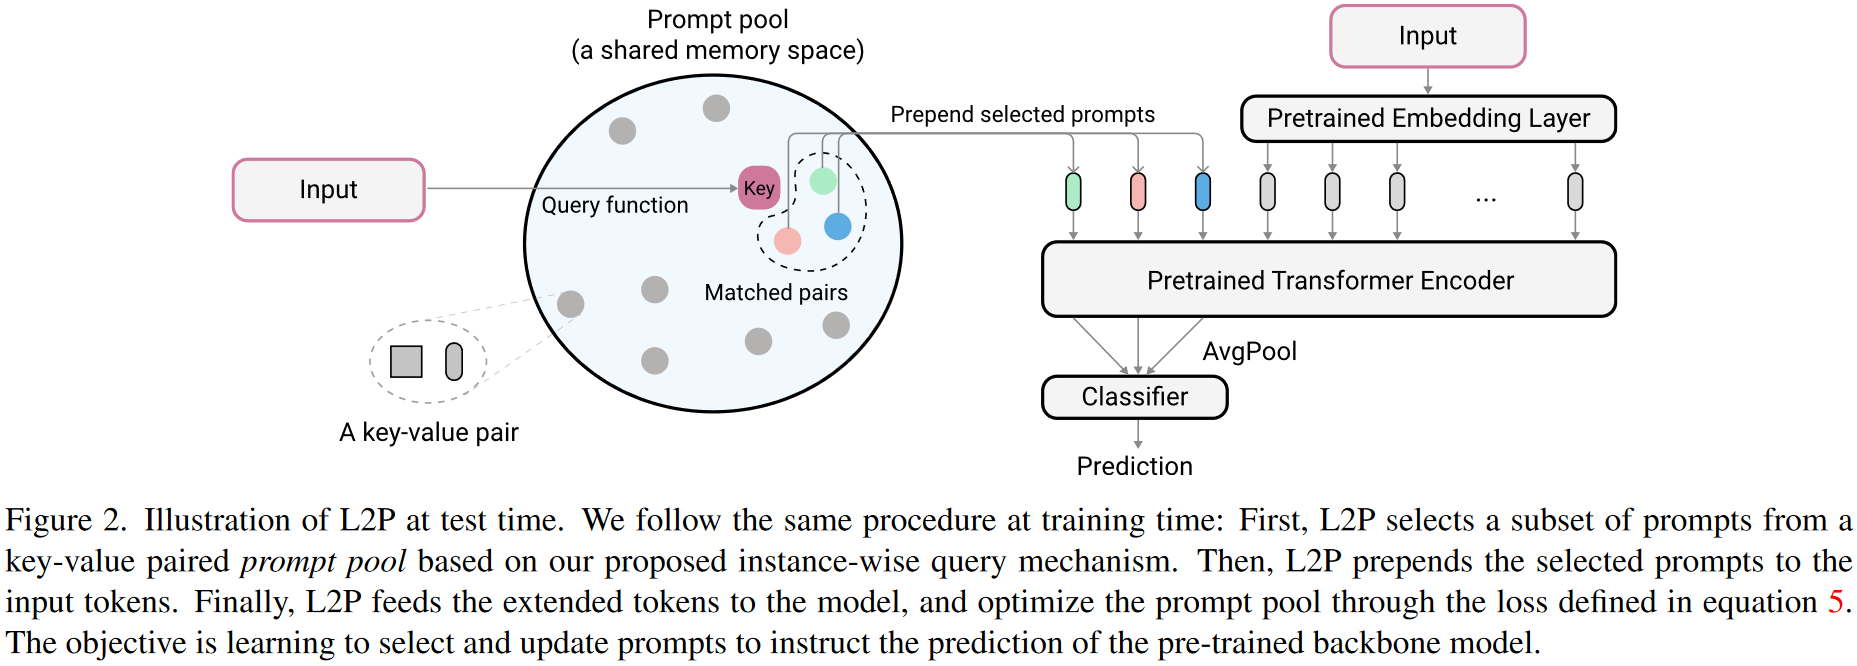 Prompt pool
(a shared memory space)
Input
Query function
Key
Matched pairs
A key-value pair
Prepend selected prompts
Input
Pretrained Embedding Layer
...
Pretrained Transformer Encoder
AvgPool
Classifier
Prediction
Figure 2. Illustration of L2P at test time. We follow the same procedure at training time: First, L2P selects a subset of prompts from a
key-value paired prompt pool based on our proposed instance-wise query mechanism. Then, L2P prepends the selected prompts to the
input tokens. Finally, L2P feeds the extended tokens to the model, and optimize the prompt pool through the loss defined in equation 5.
The objective is learning to select and update prompts to instruct the prediction of the pre-trained backbone model.